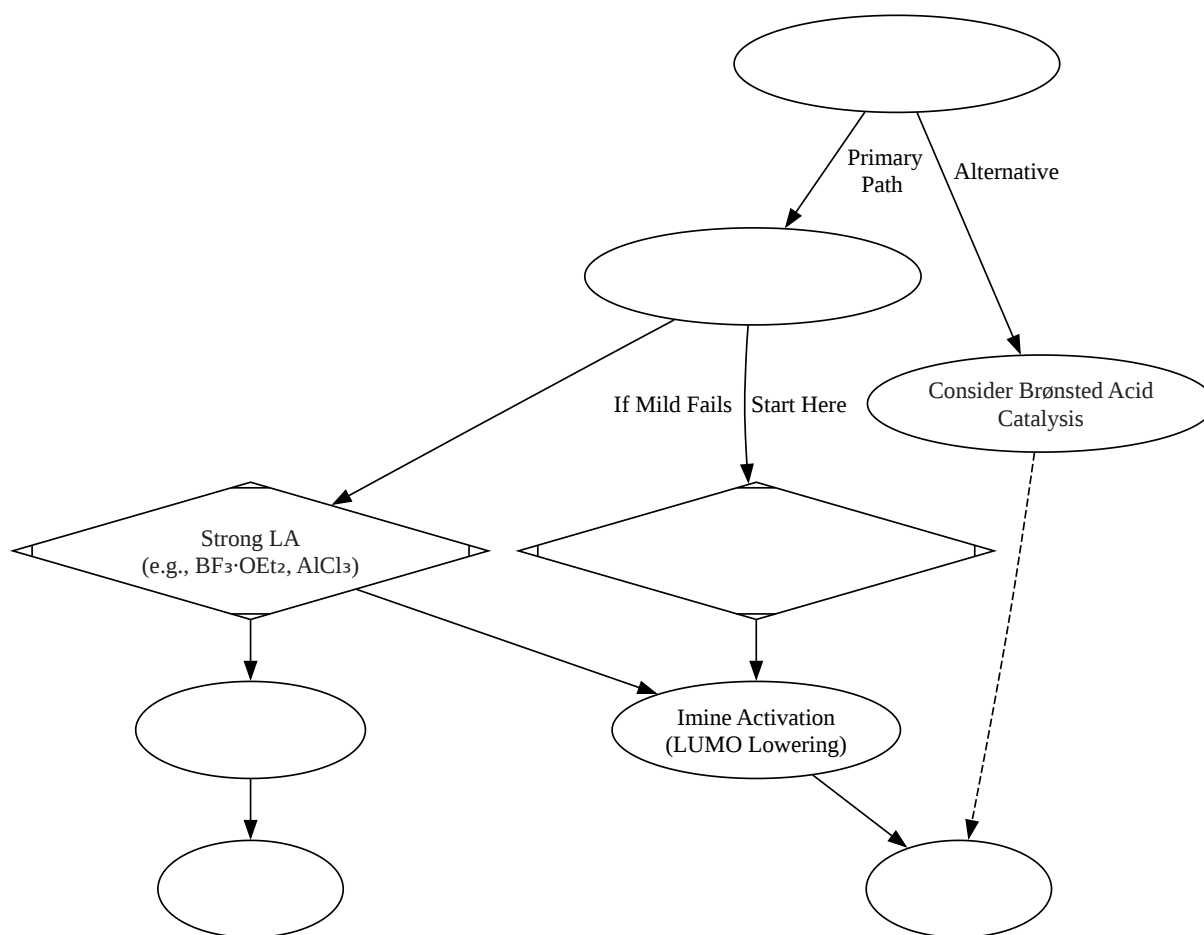 Primary
Path
Alternative
Consider Brønsted Acid
Catalysis
If Mild Fails
Start Here
Strong LA
(e.g., BF₃·OEt₂, AlCl₃)
Imine Activation
(LUMO Lowering)